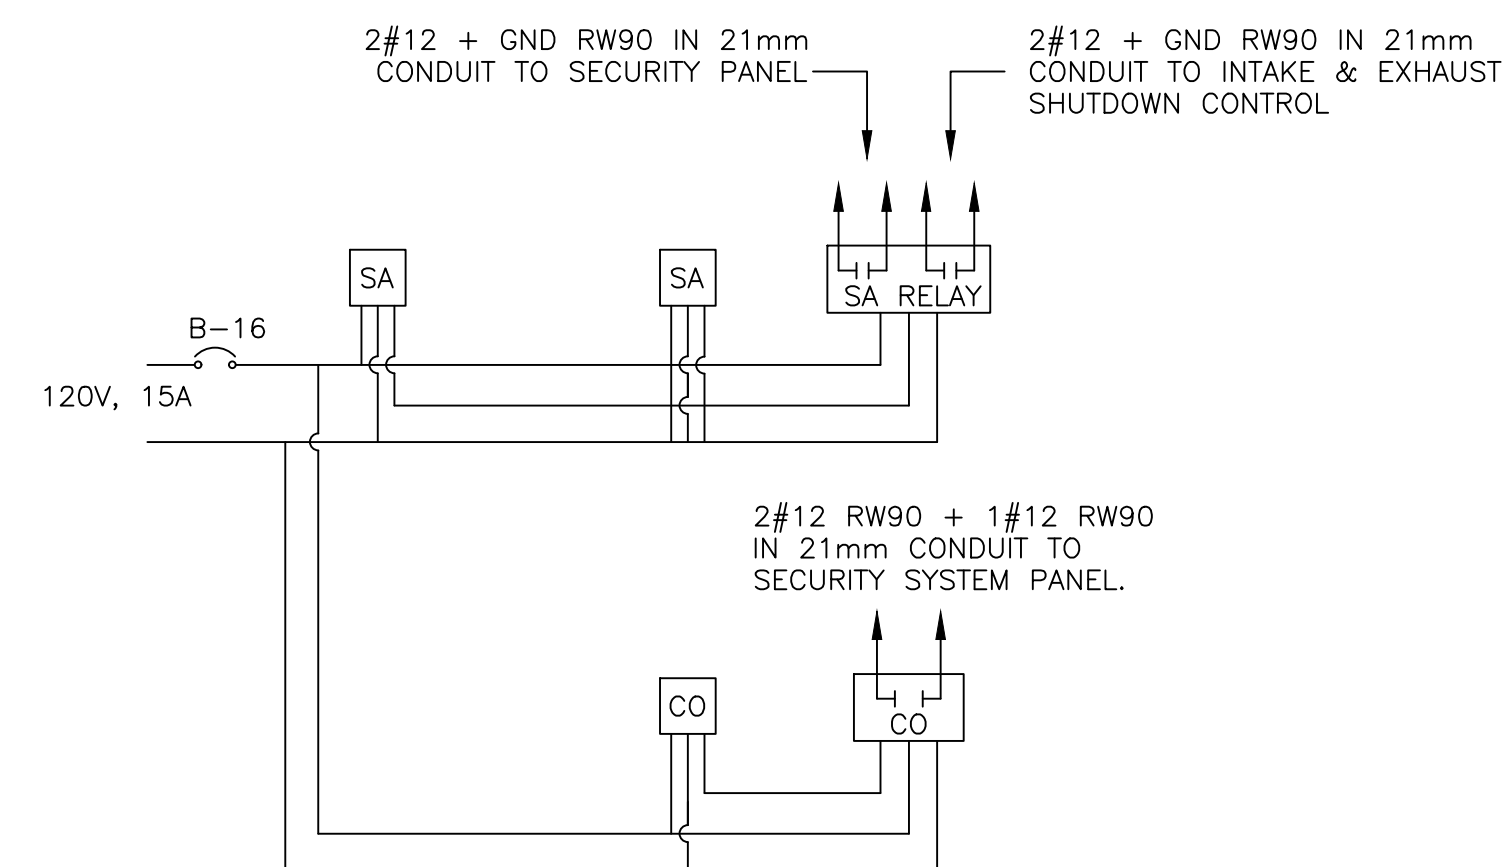 2#12 + GND RW90 IN 21mm
CONDUIT TO SECURITY PANEL
2#12 + GND RW90 IN 21mm
CONDUIT TO INTAKE & EXHAUST
SHUTDOWN CONTROL
SA
SA
SA RELAY
B-16
120V, 15A
2#12 RW90 + 1#12 RW90
IN 21mm CONDUIT TO
SECURITY SYSTEM PANEL.
CO
CO